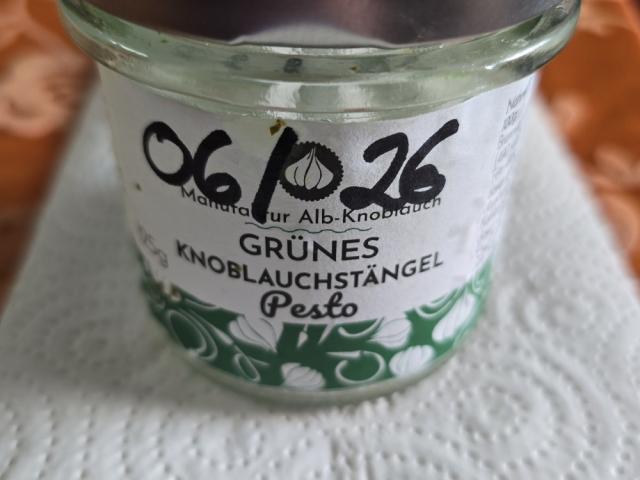 06/26
Manufaktur Alb-Knoblauch
GRÜNES
KNOBLAUCHSTÄNGEL
Pesto